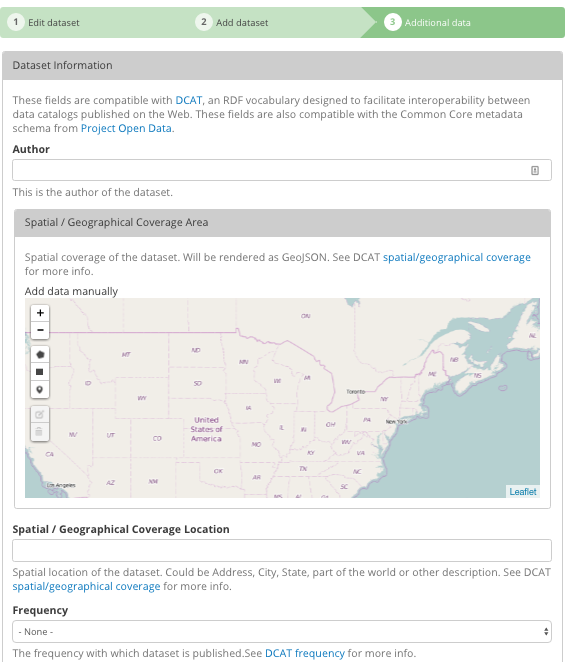 1 Edit dataset
2 Add dataset
3 Additional data
Dataset Information
These fields are compatible with DCAT, an RDF vocabulary designed to facilitate interoperability between
data catalogs published on the Web. These fields are also compatible with the Common Core metadata
schema from Project Open Data.
Author
This is the author of the dataset.
Spatial / Geographical Coverage Area
Spatial coverage of the dataset. Will be rendered as GeoJSON. See DCAT spatial/geographical coverage
for more info.
Add data manually
+
−
ON
NL
MT
ND
MN
NB
ME
NS
ID
SD
WI
MI
Toronto
WY
NY
IA
PA
New York
United
States of
America
NV
UT
CO
IL
IN
OH
MO
WV
VA
CA
KY
NC
OK
AR
TN
Los Angeles
AZ
NM
SC
MS
AL
GA
Leaflet
Spatial / Geographical Coverage Location
Spatial location of the dataset. Could be Address, City, State, part of the world or other description. See DCAT
spatial/geographical coverage for more info.
Frequency
- None -
The frequency with which dataset is published.See DCAT frequency for more info.